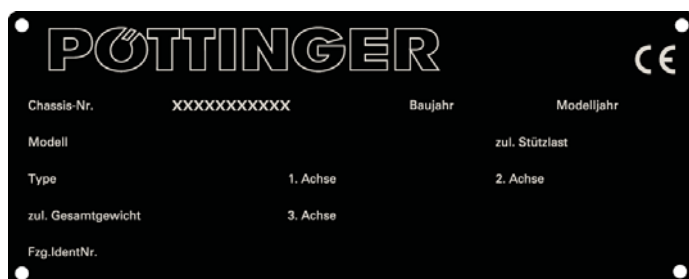 PÖTTINGER
CE
Chassis-Nr. XXXXXXXXXXX Baujahr Modelljahr
Modell zul. Stützlast
Type 1. Achse 2. Achse
zul. Gesamtgewicht 3. Achse
Fzg.IdentNr.